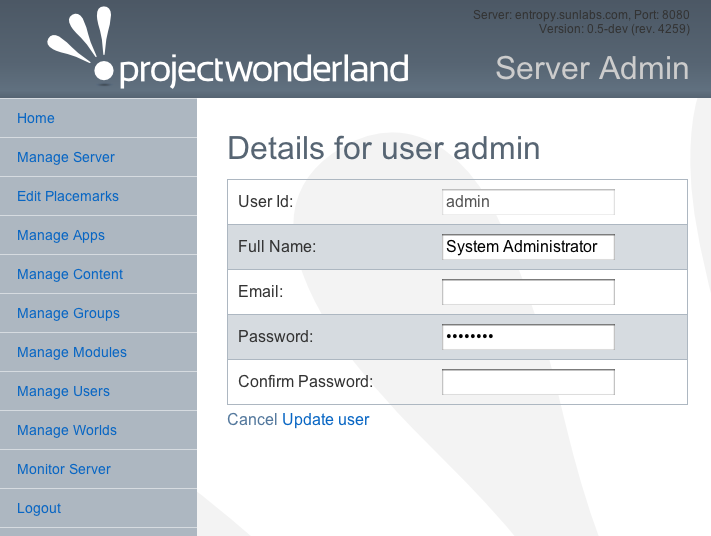 Server: entropy.sunlabs.com, Port: 8080
Version: 0.5-dev (rev. 4259)
projectwonderland
Server Admin
Home
Manage Server
Edit Placemarks
Manage Apps
Manage Content
Manage Groups
Manage Modules
Manage Users
Manage Worlds
Monitor Server
Logout
Details for user admin
User Id: admin
Full Name: System Administrator
Email:
Password: ••••••••
Confirm Password:
Cancel Update user